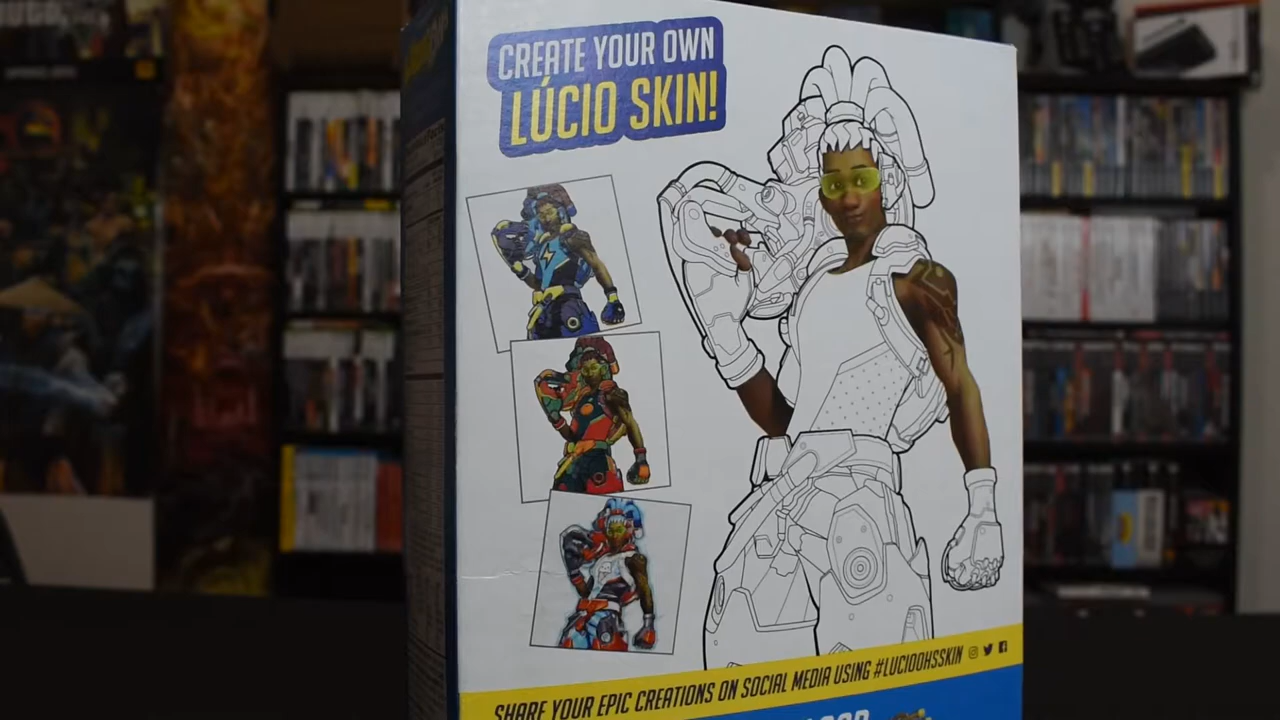 CREATE YOUR OWN
LÚCIO SKIN!
SHARE YOUR EPIC CREATIONS ON SOCIAL MEDIA USING #LUCIOOHSSKIN